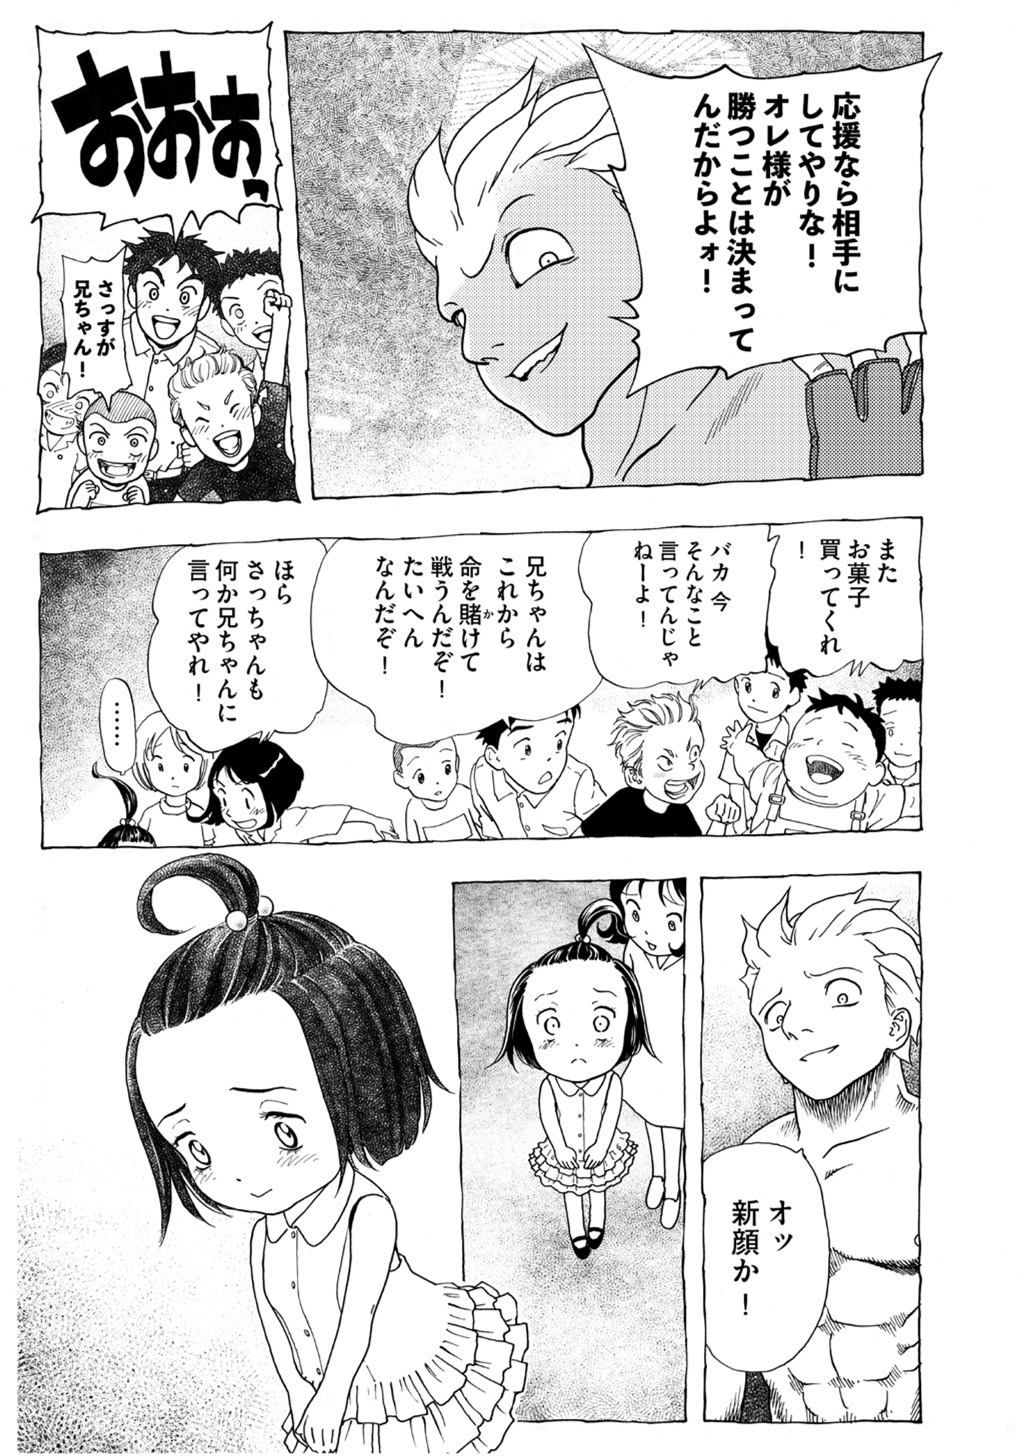 応援なら相手に
してやりな！
オレ様が
勝つことは決まって
んだからよォ！
おおおっ
さっすが
兄ちゃん！
また
お菓子
買ってくれ
！
バカ 今
そんなこと
言ってんじゃ
ねーよ！
兄ちゃんは
これから
命を賭けて
か
戦うんだぞ！
たいへん
なんだぞ！
ほら
さっちゃんも
何か兄ちゃんに
言ってやれ！
……
オッ
新顔か！